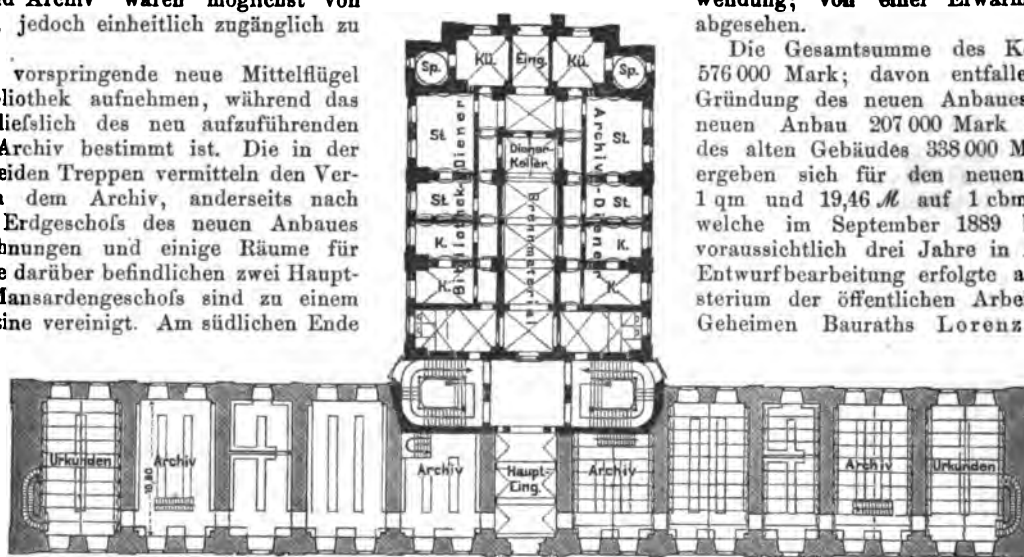 und Archiv waren möglichst von
jedoch einheitlich zugänglich zu
vorspringende neue Mittelflügel
bliothek aufnehmen, während das
liefslich des neu aufzuführenden
Archiv bestimmt ist. Die in der
beiden Treppen vermitteln den Ver-
dem Archiv, anderseits nach
Erdgeschofs des neuen Anbaues
hnungen und einige Räume für
e darüber befindlichen zwei Haupt-
Mansardengeschofs sind zu einem
zine vereinigt. Am südlichen Ende
wendung; von einer Erwärm
abgesehen.
Die Gesamtsumme des K
576 000 Mark; davon entfalle
Gründung des neuen Anbaues
neuen Anbau 207 000 Mark
des alten Gebäudes 338 000 M
ergeben sich für den neuen
1 qm und 19,46 ℳ auf 1 cbm
welche im September 1889
voraussichtlich drei Jahre in
Entwurfbearbeitung erfolgte a
sterium der öffentlichen Arbe
Geheimen Bauraths Lorenz
Sp. Kü. Eing. Kü. Sp.
St. Bibliothek-Diener Archiv-Diener St.
Diener-
Keller
St. Brennmaterial St.
K. K.
K. K.
Urkunden Archiv Archiv Haupt-
Eing. Archiv Archiv Urkunden
10,80